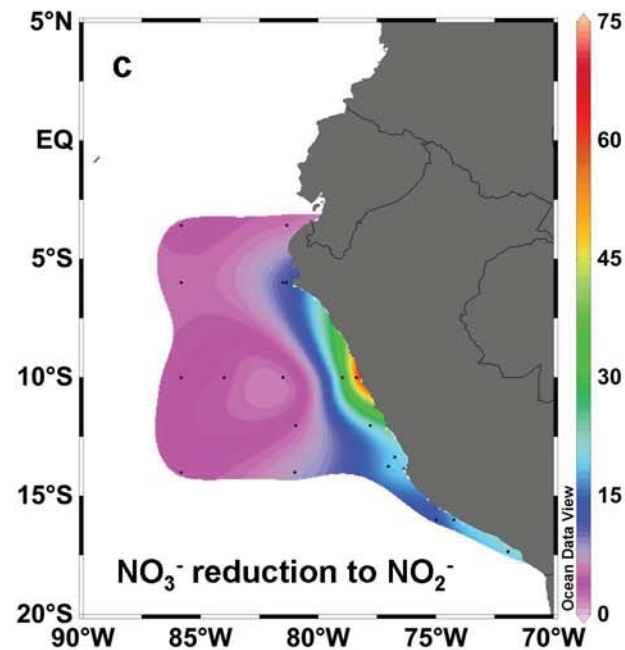 c
5°N
EQ
5°S
10°S
15°S
20°S
90°W 85°W 80°W 75°W 70°W
NO₃⁻ reduction to NO₂⁻
75
60
45
30
15
0
Ocean Data View